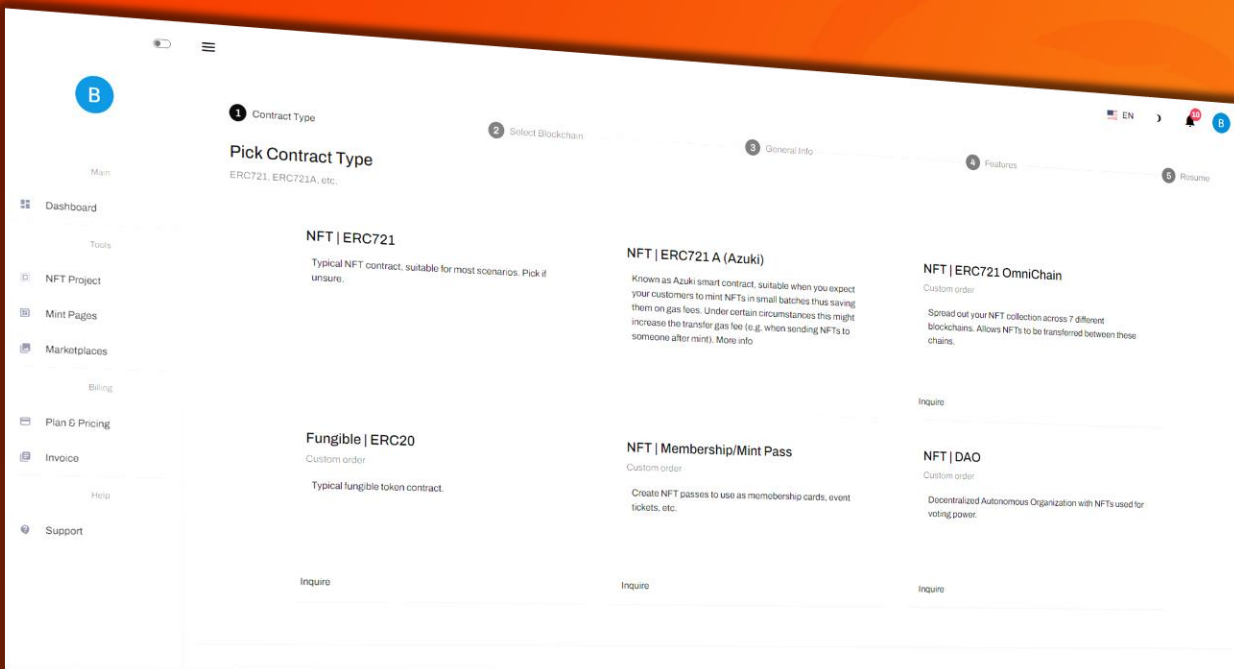 B
EN
10
B
1 Contract Type
2 Select Blockchain
3 General Info
4 Features
5 Resume
Pick Contract Type
ERC721, ERC721A, etc.
Main
Dashboard
Tools
NFT Project
Mint Pages
Marketplaces
Billing
Plan & Pricing
Invoice
Help
Support
NFT | ERC721
Typical NFT contract, suitable for most scenarios. Pick if
unsure.
NFT | ERC721 A (Azuki)
Known as Azuki smart contract, suitable when you expect
your customers to mint NFTs in small batches thus saving
them on gas fees. Under certain circumstances this might
increase the transfer gas fee (e.g. when sending NFTs to
someone after mint). More info
NFT | ERC721 OmniChain
Custom order
Spread out your NFT collection across 7 different
blockchains. Allows NFTs to be transferred between these
chains.
Inquire
Fungible | ERC20
Custom order
Typical fungible token contract.
Inquire
NFT | Membership/Mint Pass
Custom order
Create NFT passes to use as memebership cards, event
tickets, etc.
Inquire
NFT | DAO
Custom order
Decentralized Autonomous Organization with NFTs used for
voting power.
Inquire